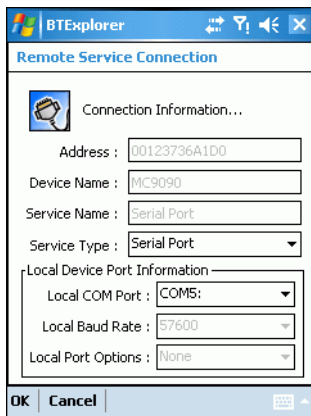 BTExplorer
Remote Service Connection
Connection Information...
Address : 00123736A1D0
Device Name : MC9090
Service Name : Serial Port
Service Type : Serial Port
Local Device Port Information
Local COM Port : COM5:
Local Baud Rate : 57600
Local Port Options : None
OK Cancel